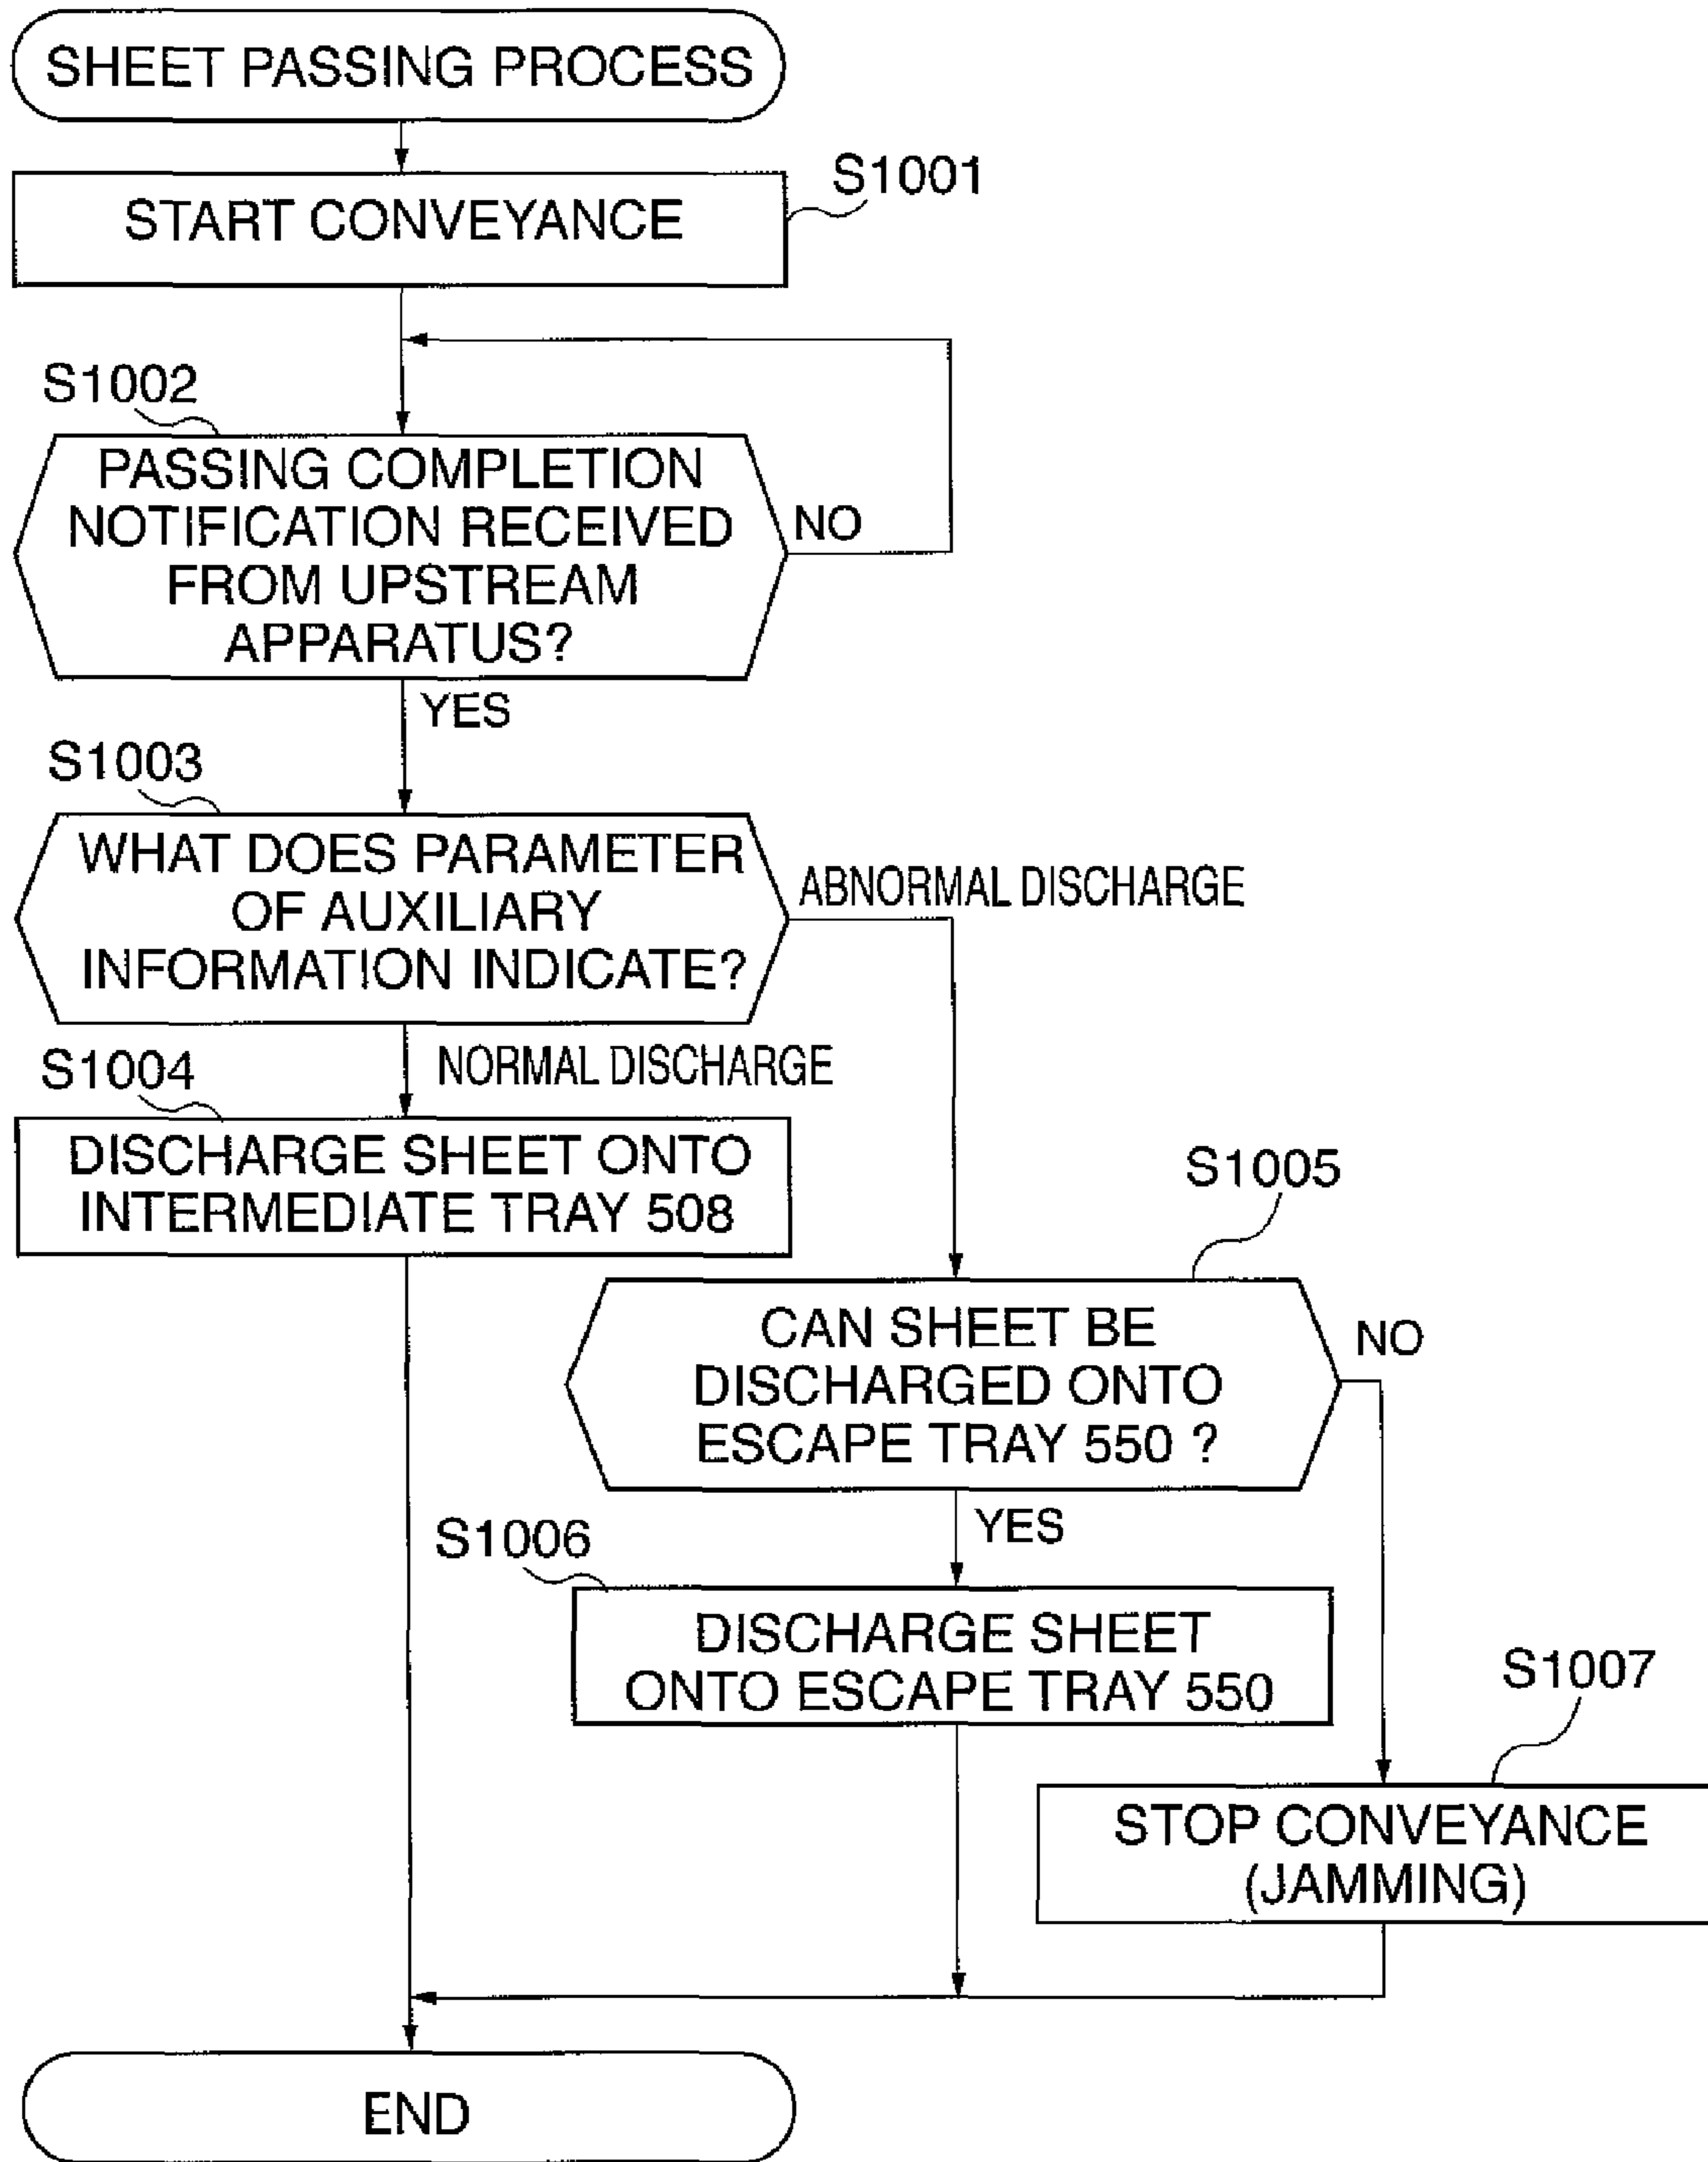 SHEET PASSING PROCESS
START CONVEYANCE
S1001
S1002
PASSING COMPLETION
NOTIFICATION RECEIVED
FROM UPSTREAM
APPARATUS?
NO
YES
S1003
WHAT DOES PARAMETER
OF AUXILIARY
INFORMATION INDICATE?
ABNORMAL DISCHARGE
NORMAL DISCHARGE
S1004
DISCHARGE SHEET ONTO
INTERMEDIATE TRAY 508
S1005
CAN SHEET BE
DISCHARGED ONTO
ESCAPE TRAY 550 ?
NO
YES
S1006
DISCHARGE SHEET
ONTO ESCAPE TRAY 550
S1007
STOP CONVEYANCE
(JAMMING)
END